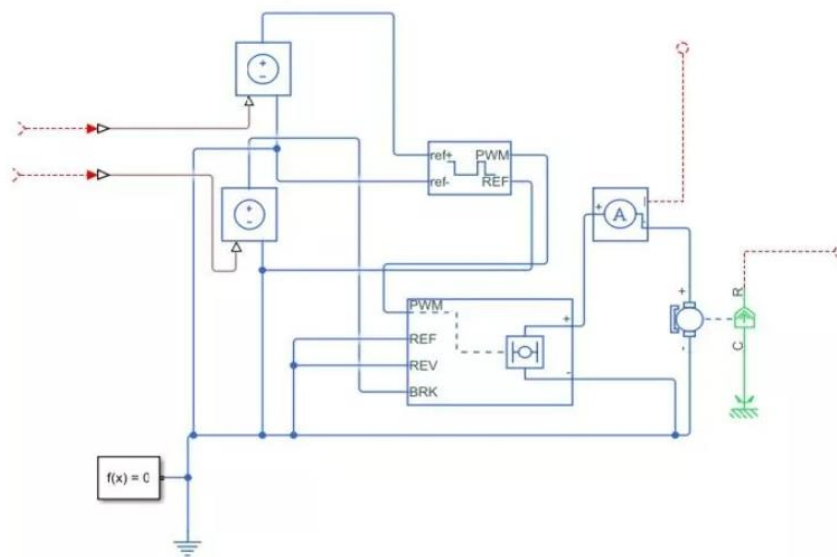 ref+ PWM
ref- REF
+ A
I
-
PWM
+
REF
REV
-
BRK
+
-
R
C
+
-
+
-
f(x) = 0